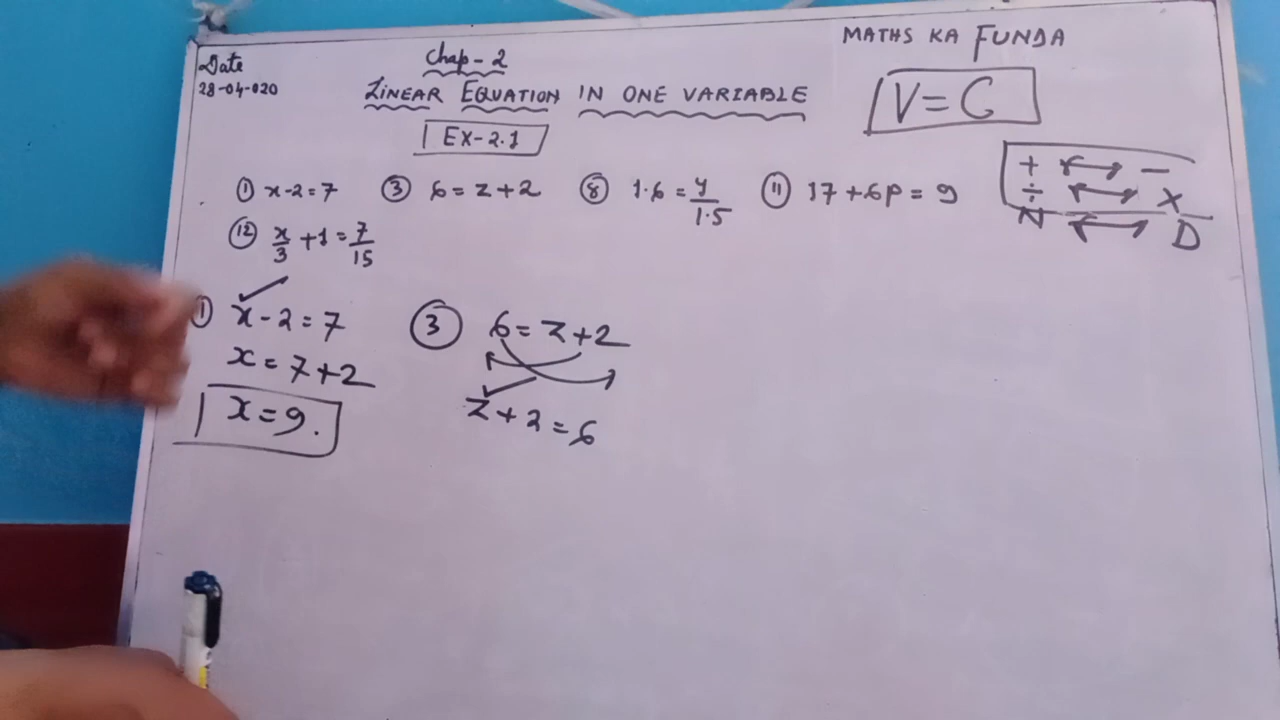 Date
28-04-020
Chap-2
LINEAR EQUATION IN ONE VARIABLE
EX-2.1
MATHS KA FUNDA
V=C
+ ↔ −
÷ ↔ ×
N ↔ D
① x-2=7 ③ 6=z+2 ⑧ 1.6=y/1.5 ⑪ 17+6p=9
⑫ x/3+1=7/15
① x-2=7
x=7+2
x=9.
③ 6=z+2
z+2=6